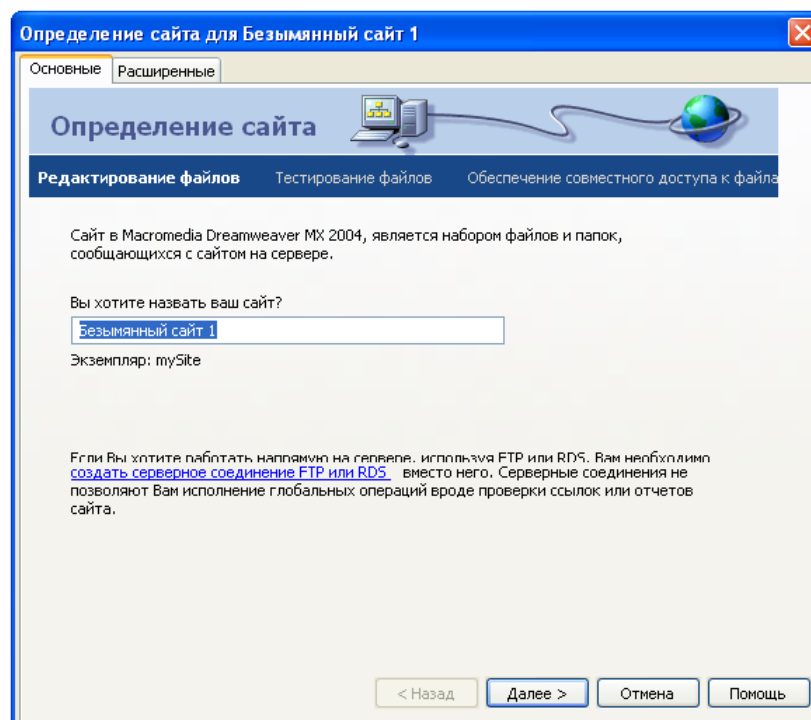 Определение сайта для Безымянный сайт 1
Основные Расширенные
Определение сайта
Редактирование файлов Тестирование файлов Обеспечение совместного доступа к файла
Сайт в Macromedia Dreamweaver MX 2004, является набором файлов и папок,
сообщающихся с сайтом на сервере.
Вы хотите назвать ваш сайт?
Безымянный сайт 1
Экземпляр: mySite
Если Вы хотите работать напрямую на сервере, используя FTP или RDS, Вам необходимо
создать серверное соединение FTP или RDS вместо него. Серверные соединения не
позволяют Вам исполнение глобальных операций вроде проверки ссылок или отчетов
сайта.
< Назад Далее > Отмена Помощь